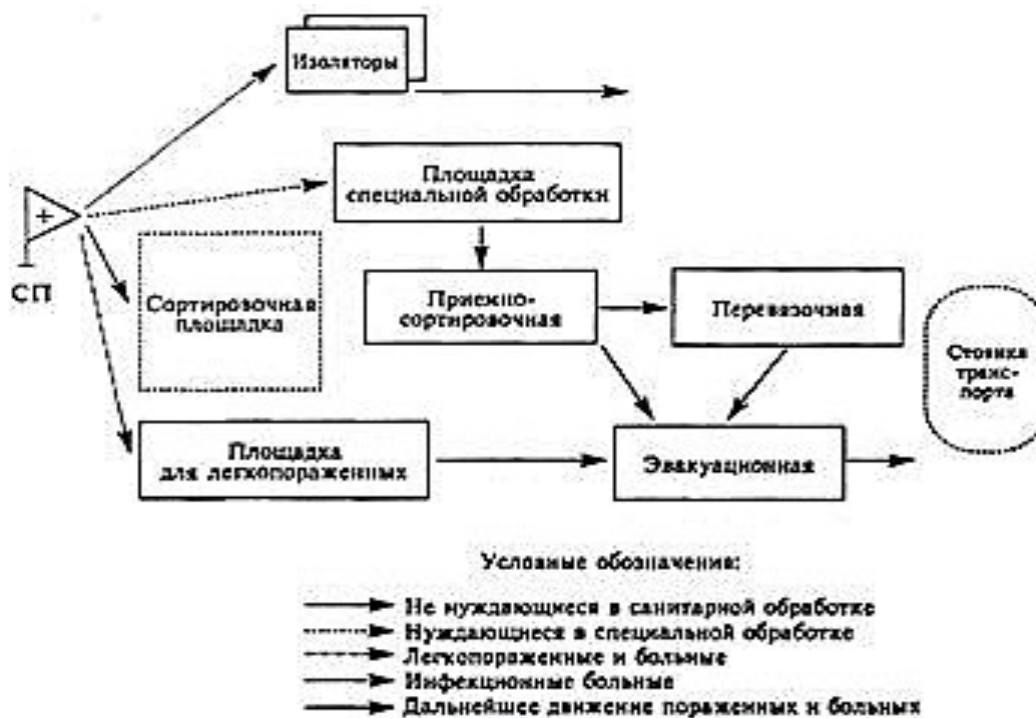 Изоляторы
Площадка
специальной обработки
+
СП
Сортировочная
площадка
Приемно-
сортировочная
Перевязочная
Стоянка
транс-
порта
Площадка
для легкопораженных
Эвакуационная
Условные обозначения:
Не нуждающиеся в санитарной обработке
Нуждающиеся в специальной обработке
Легкопораженные и больные
Инфекционные больные
Дальнейшее движение пораженных и больных